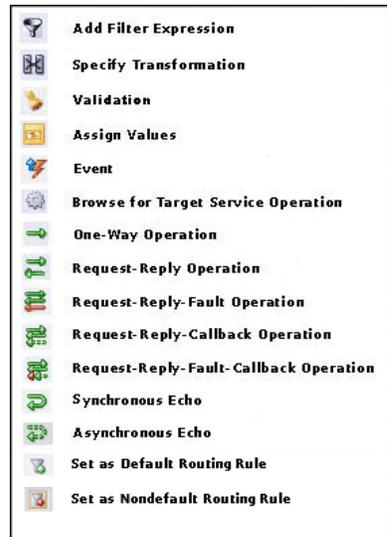 Add Filter Expression
Specify Transformation
Validation
Assign Values
Event
Browse for Target Service Operation
One-Way Operation
Request-Reply Operation
Request-Reply-Fault Operation
Request-Reply-Callback Operation
Request-Reply-Fault-Callback Operation
Synchronous Echo
Asynchronous Echo
Set as Default Routing Rule
Set as Nondefault Routing Rule